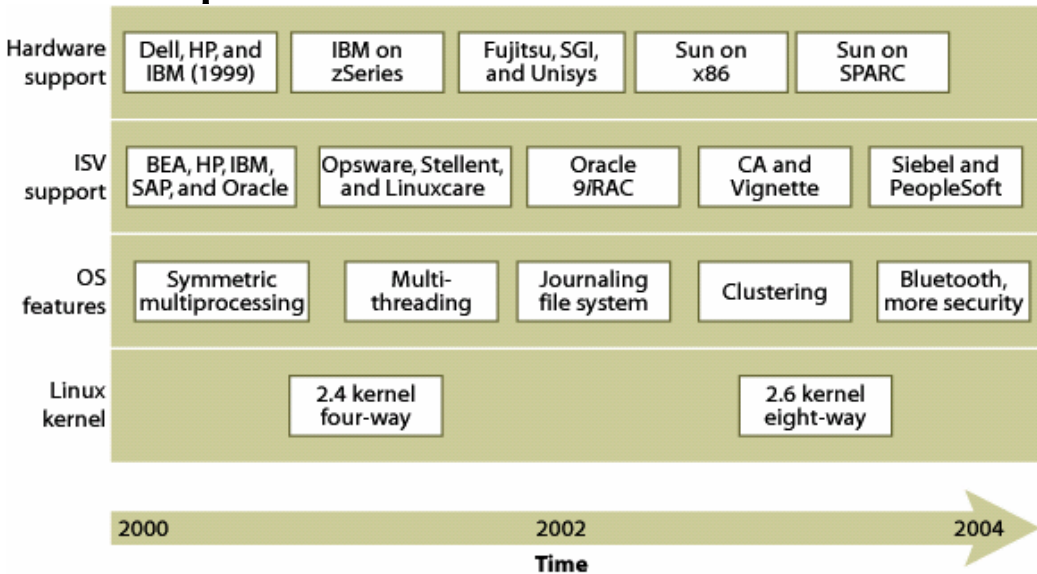 Hardware
support
Dell, HP, and
IBM (1999)
IBM on
zSeries
Fujitsu, SGI,
and Unisys
Sun on
x86
Sun on
SPARC
ISV
support
BEA, HP, IBM,
SAP, and Oracle
Opsware, Stellent,
and Linuxcare
Oracle
9iRAC
CA and
Vignette
Siebel and
PeopleSoft
OS
features
Symmetric
multiprocessing
Multi-
threading
Journaling
file system
Clustering
Bluetooth,
more security
Linux
kernel
2.4 kernel
four-way
2.6 kernel
eight-way
2000
2002
2004
Time